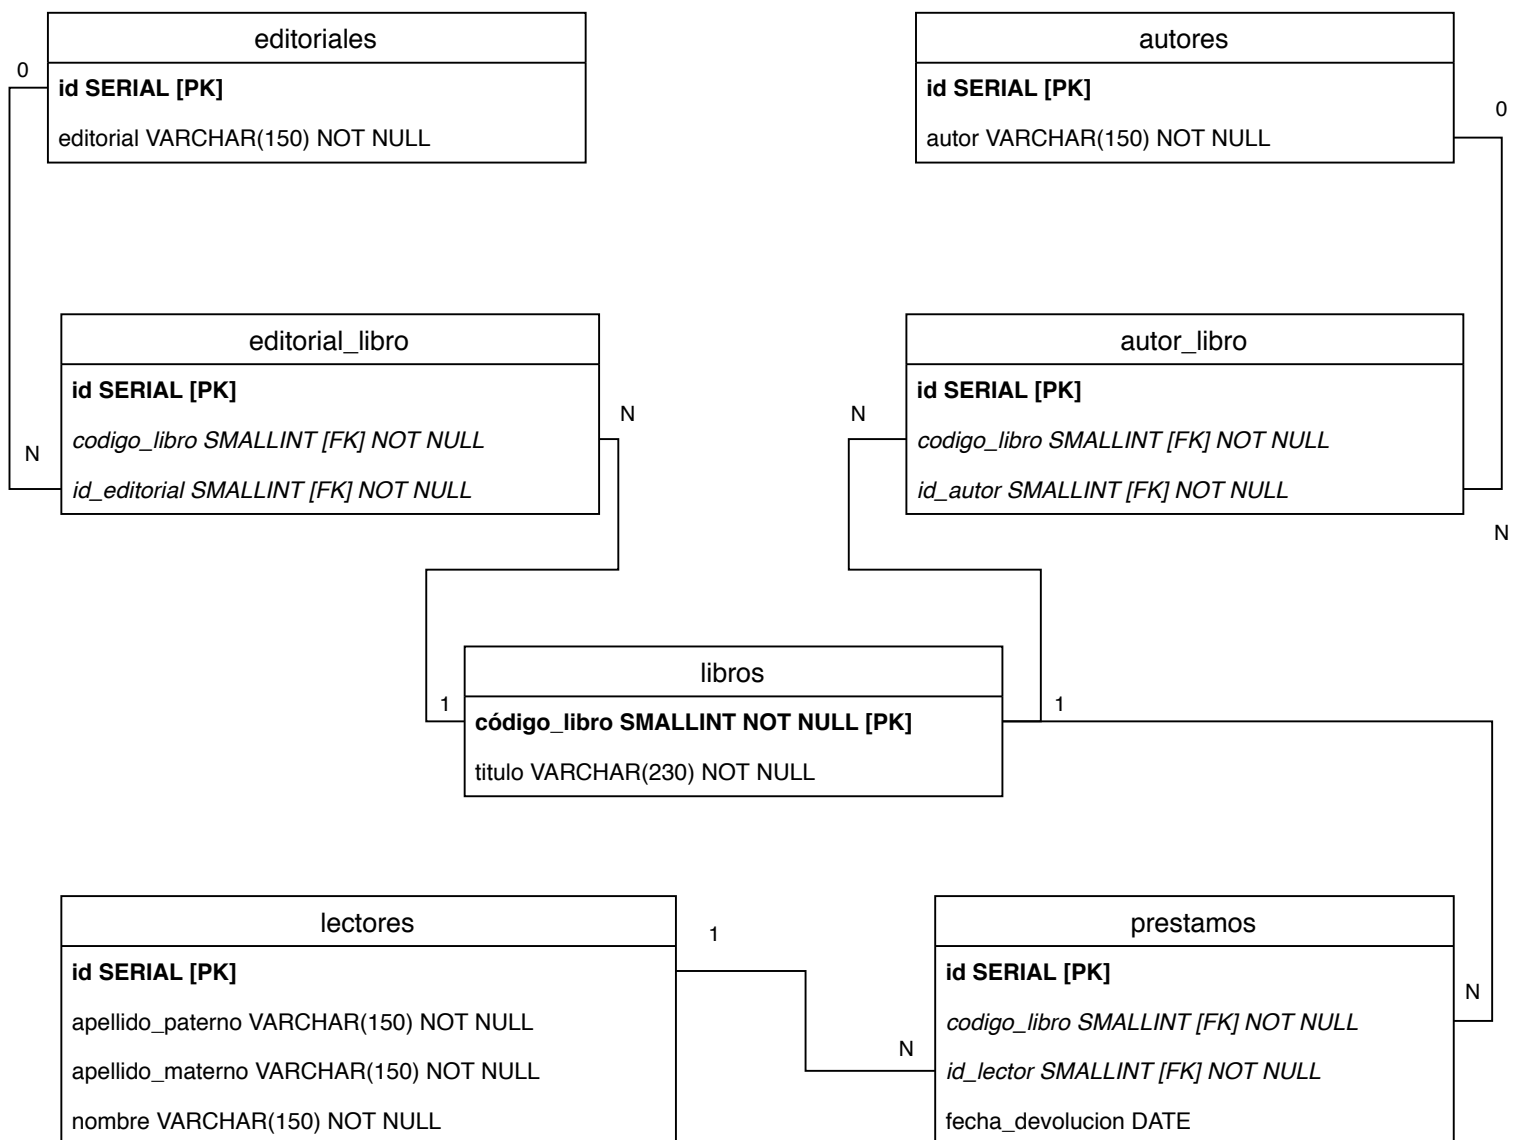 editoriales
0
id SERIAL [PK]
editorial VARCHAR(150) NOT NULL
autores
id SERIAL [PK]
0
autor VARCHAR(150) NOT NULL
editorial_libro
id SERIAL [PK]
N
codigo_libro SMALLINT [FK] NOT NULL
N
id_editorial SMALLINT [FK] NOT NULL
autor_libro
id SERIAL [PK]
N
codigo_libro SMALLINT [FK] NOT NULL
id_autor SMALLINT [FK] NOT NULL
N
libros
1
1
código_libro SMALLINT NOT NULL [PK]
titulo VARCHAR(230) NOT NULL
lectores
1
id SERIAL [PK]
apellido_paterno VARCHAR(150) NOT NULL
apellido_materno VARCHAR(150) NOT NULL
nombre VARCHAR(150) NOT NULL
prestamos
id SERIAL [PK]
N
codigo_libro SMALLINT [FK] NOT NULL
N
id_lector SMALLINT [FK] NOT NULL
fecha_devolucion DATE